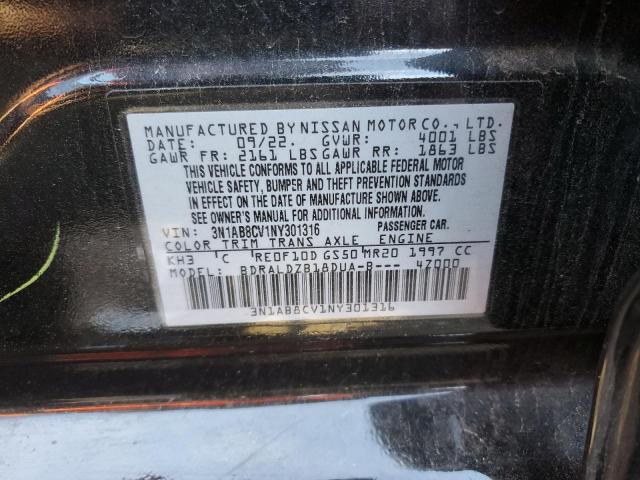 MANUFACTURED BY NISSAN MOTOR CO., LTD.
DATE: 09/22. GVWR: 4001 LBS
GAWR FR: 2161 LBS GAWR RR: 1863 LBS
THIS VEHICLE CONFORMS TO ALL APPLICABLE FEDERAL MOTOR
VEHICLE SAFETY, BUMPER AND THEFT PREVENTION STANDARDS
IN EFFECT ON THE DATE OF MANUFACTURE SHOWN ABOVE.
SEE OWNER'S MANUAL FOR ADDITIONAL INFORMATION.
VIN: 3N1AB8CV1NY301316 PASSENGER CAR.
COLOR TRIM TRANS AXLE ENGINE
KH3 'C RE0F10D GS50 MR20 1997 CC
MODEL: BDRALDZB18DUA-B--- 47000
3N1AB8CV1NY301316